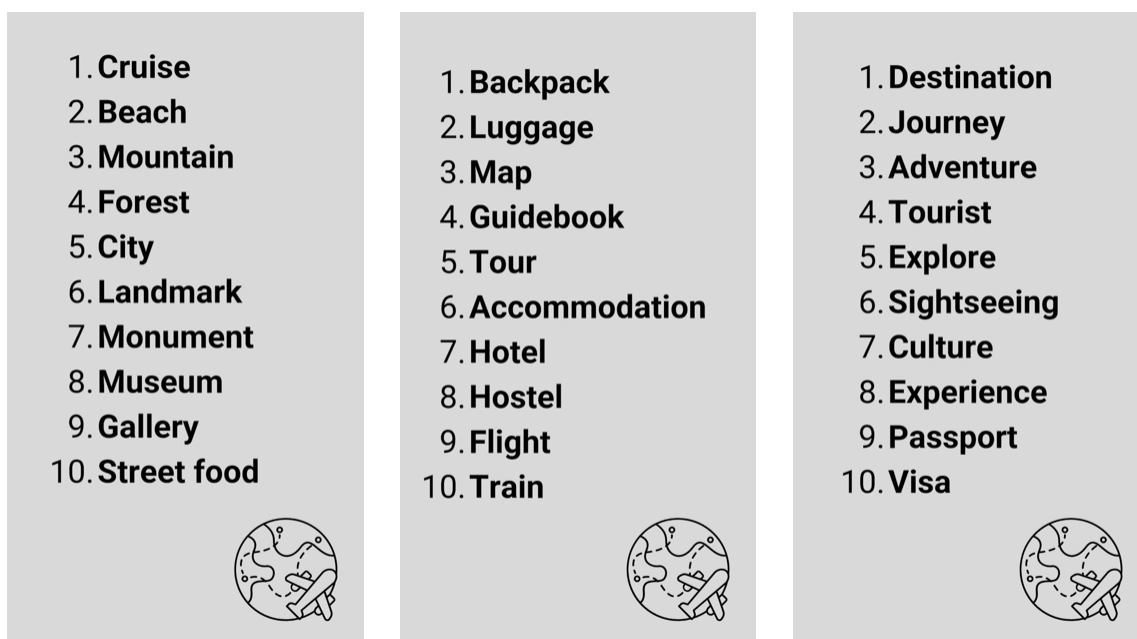 1. Cruise
2. Beach
3. Mountain
4. Forest
5. City
6. Landmark
7. Monument
8. Museum
9. Gallery
10. Street food
1. Backpack
2. Luggage
3. Map
4. Guidebook
5. Tour
6. Accommodation
7. Hotel
8. Hostel
9. Flight
10. Train
1. Destination
2. Journey
3. Adventure
4. Tourist
5. Explore
6. Sightseeing
7. Culture
8. Experience
9. Passport
10. Visa